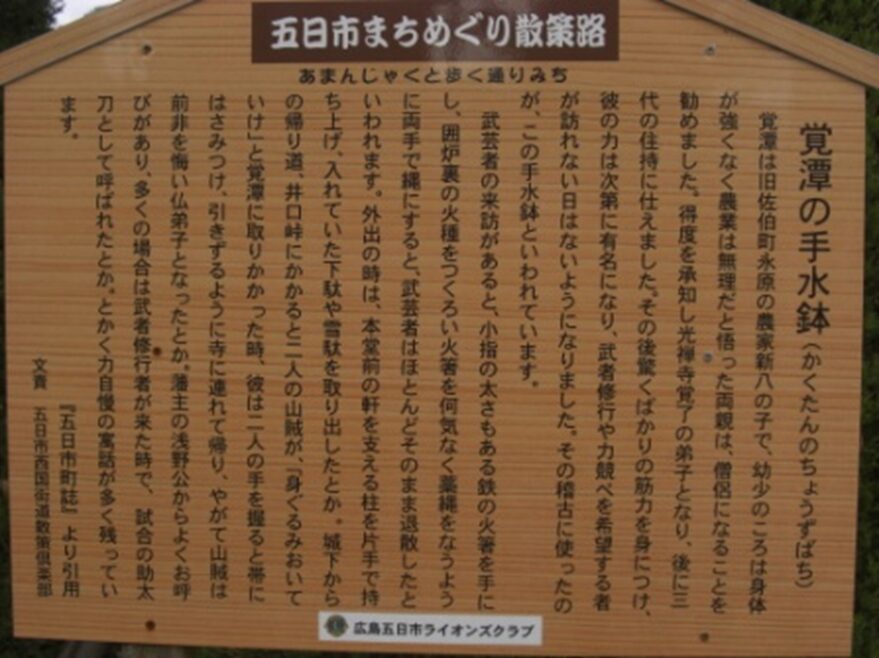 五日市まちめぐり散策路
あまんじゃくと歩く通りみち
覚潭の手水鉢(かくたんのちょうずばち)
覚潭は旧佐伯町永原の農家新八の子で、幼少のころは身体
が強くなく農業は無理だと悟った両親は、僧侶になることを
勧めました。得度を承知し光禅寺覚了の弟子となり、後に三
代の住持に仕えました。その後驚くばかりの筋力を身につけ、
彼の力は次第に有名になり、武者修行や力競べを希望する者
が訪れない日はないようになりました。その稽古に使ったの
が、この手水鉢といわれています。
武芸者の来訪があると、小指の太さもある鉄の火箸を手に
し、囲炉裏の火種をつくろい火箸を何気なく藁縄をなうよう
に両手で縄にすると、武芸者はほとんどそのまま退散したと
いわれます。外出の時は、本堂前の軒を支える柱を片手で持
ち上げ、入れていた下駄や雪駄を取り出したとか。城下から
の帰り道、井口峠にかかると二人の山賊が、「身ぐるみおいて
いけ」と覚潭に取りかかった時、彼は二人の手を握ると帯に
はさみつけ、引きずるように寺に連れて帰り、やがて山賊は
前非を悔い仏弟子となったとか。藩主の浅野公からよくお呼
びがあり、多くの場合は武者修行者が来た時で、試合の助太
刀として呼ばれたとか。とかく力自慢の寓話が多く残ってい
ます。
『五日市町誌』より引用
文責 五日市西国街道散策倶楽部
広島五日市ライオンズクラブ